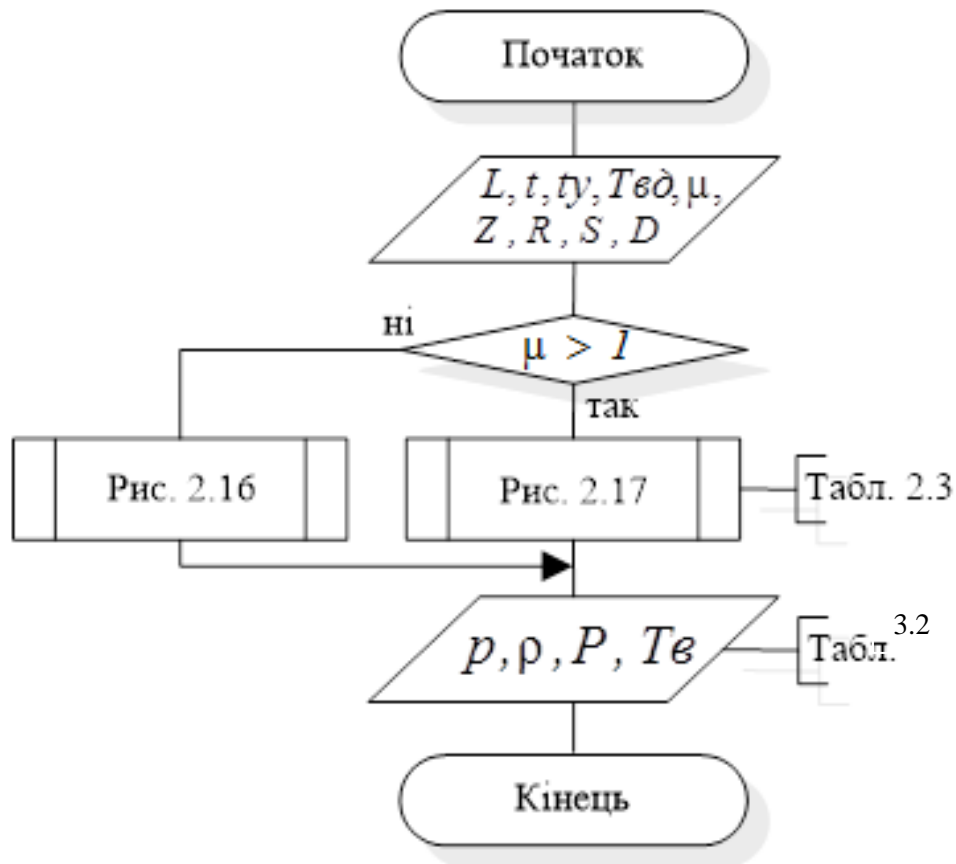 Початок
L, t, ty, Tвд, μ,
Z, R, S, D
ні
μ > 1
так
Рис. 2.16
Рис. 2.17
Табл. 2.3
p, ρ, P, Tв
Табл. 3.2
Кінець